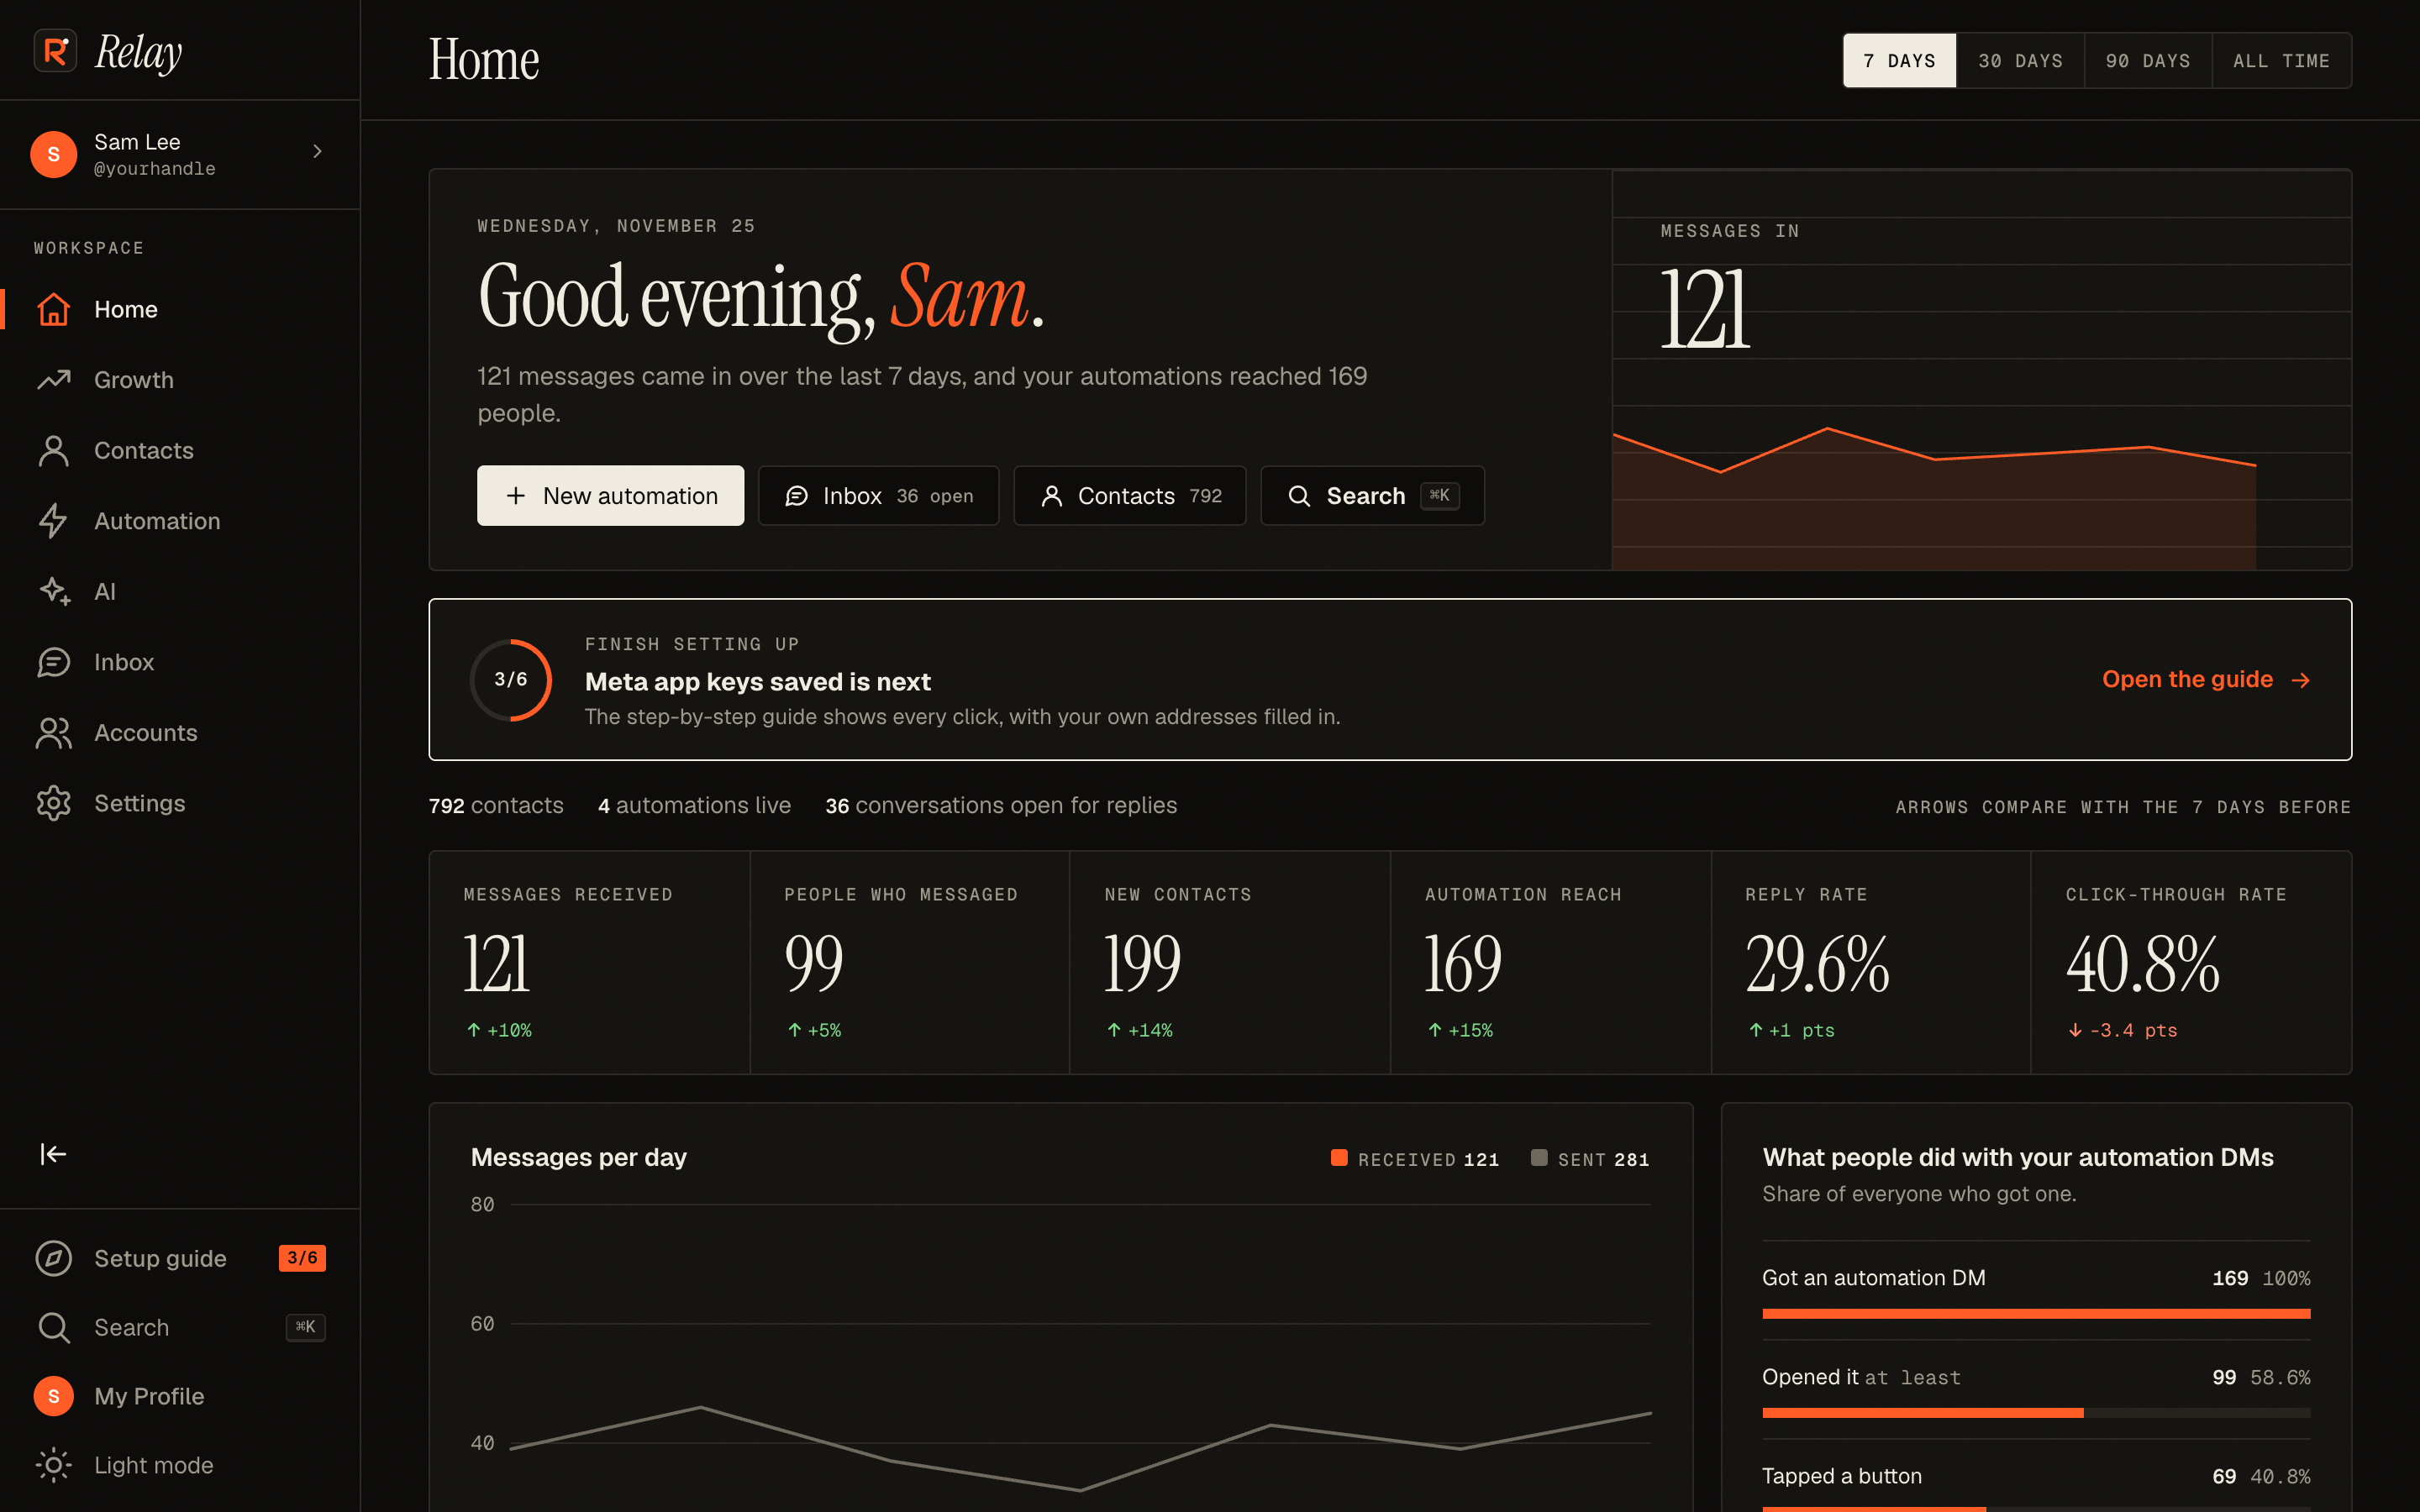 Relay
Sam Lee
@yourhandle
WORKSPACE
Home
Growth
Contacts
Automation
AI
Inbox
Accounts
Settings
Setup guide 3/6
Search ⌘K
S My Profile
Light mode
Home
7 DAYS 30 DAYS 90 DAYS ALL TIME
WEDNESDAY, NOVEMBER 25
Good evening, Sam.
121 messages came in over the last 7 days, and your automations reached 169
people.
New automation Inbox 36 open Contacts 792 Search ⌘K
MESSAGES IN
121
3/6
FINISH SETTING UP
Meta app keys saved is next
The step-by-step guide shows every click, with your own addresses filled in.
Open the guide →
792 contacts 4 automations live 36 conversations open for replies
ARROWS COMPARE WITH THE 7 DAYS BEFORE
MESSAGES RECEIVED
121
↑ +10%
PEOPLE WHO MESSAGED
99
↑ +5%
NEW CONTACTS
199
↑ +14%
AUTOMATION REACH
169
↑ +15%
REPLY RATE
29.6%
↑ +1 pts
CLICK-THROUGH RATE
40.8%
↓ -3.4 pts
Messages per day
RECEIVED 121 SENT 281
80
60
40
What people did with your automation DMs
Share of everyone who got one.
Got an automation DM 169 100%
Opened it at least 99 58.6%
Tapped a button 69 40.8%